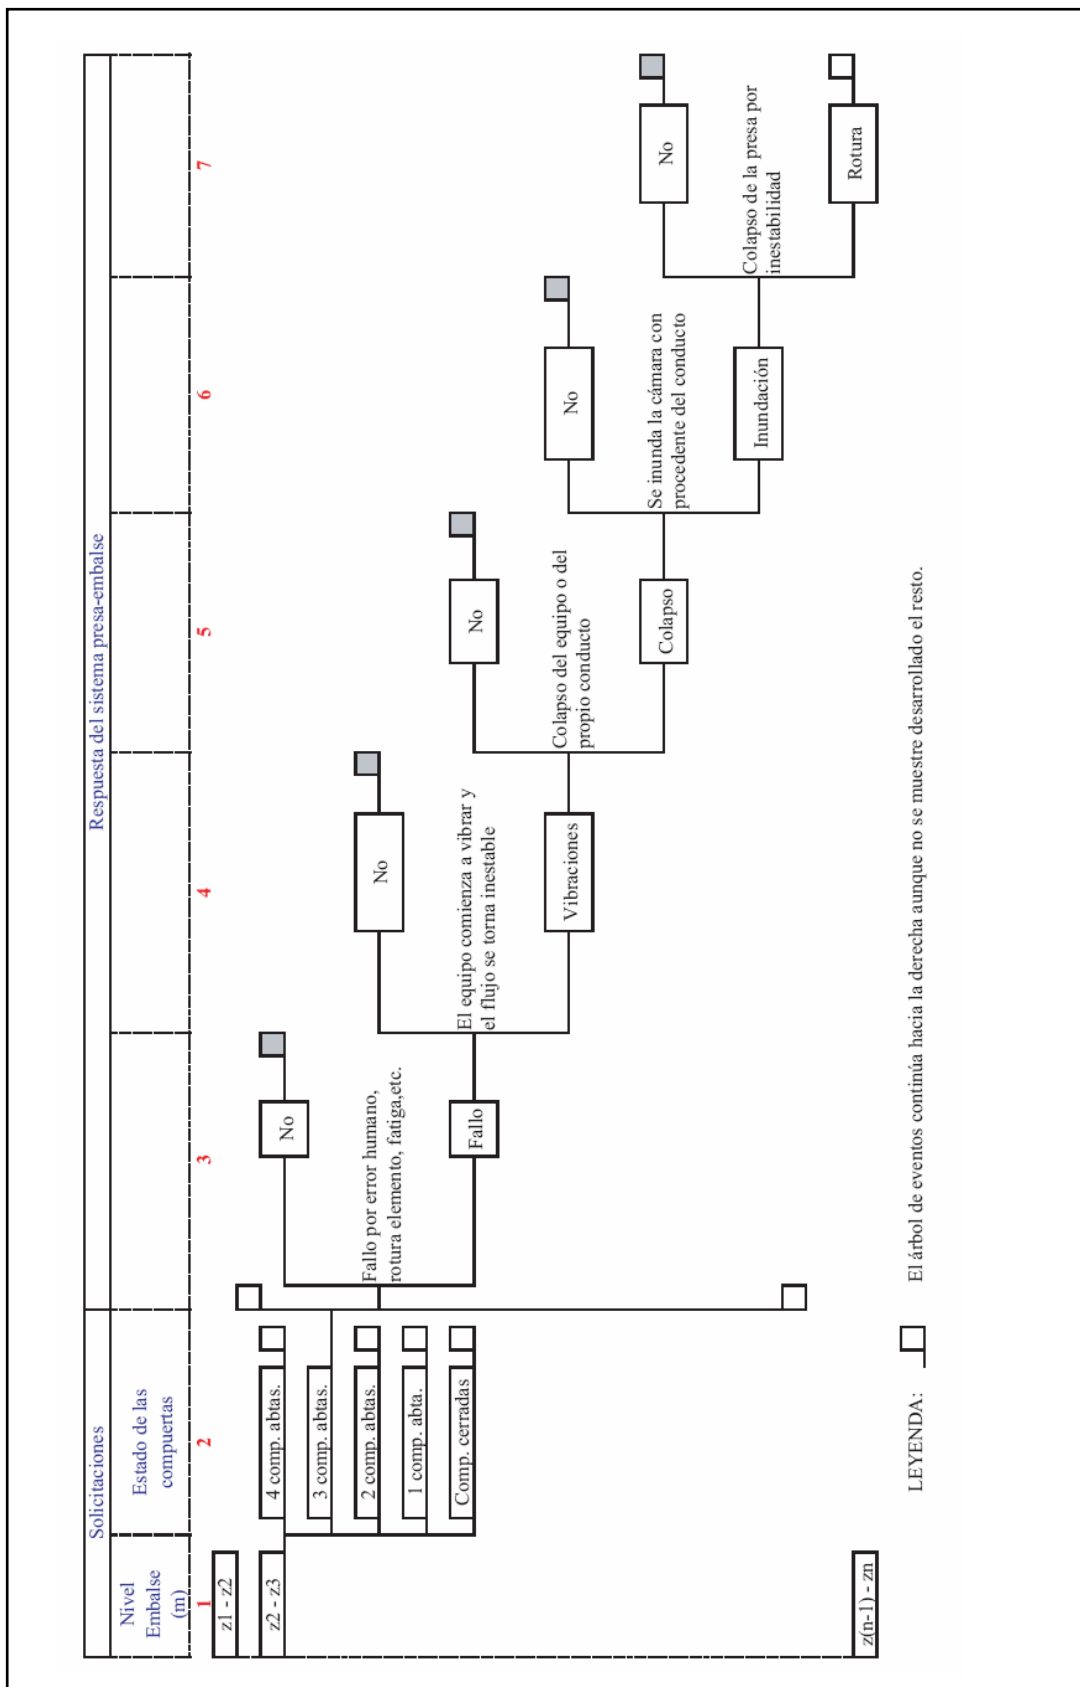 Solicitaciones
Respuesta del sistema presa-embalse
Nivel
Embalse
(m)
Estado de las
compuertas
1
2
3
4
5
6
7
z1 - z2
z2 - z3
z(n-1) - zn
4 comp. abtas.
3 comp. abtas.
2 comp. abtas.
1 comp. abta.
Comp. cerradas
No
Fallo por error humano,
rotura elemento, fatiga,etc.
Fallo
No
El equipo comienza a vibrar y
el flujo se torna inestable
Vibraciones
No
Colapso del equipo o del
propio conducto
Colapso
No
Se inunda la cámara con
procedente del conducto
Inundación
No
Colapso de la presa por
inestabilidad
Rotura
LEYENDA:
El árbol de eventos continúa hacia la derecha aunque no se muestre desarrollado el resto.